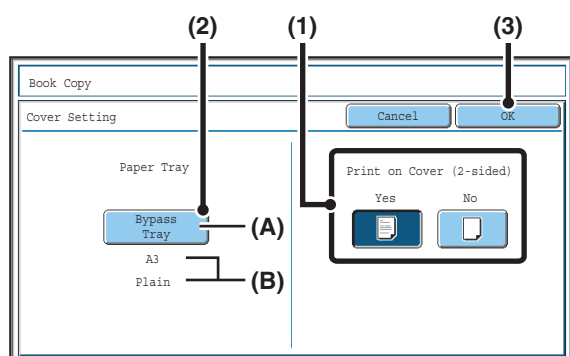 (2) (1) (3)
Book Copy
Cover Setting Cancel OK
Paper Tray Print on Cover (2-sided)
Yes No
Bypass
Tray
(A)
A3
Plain
(B)